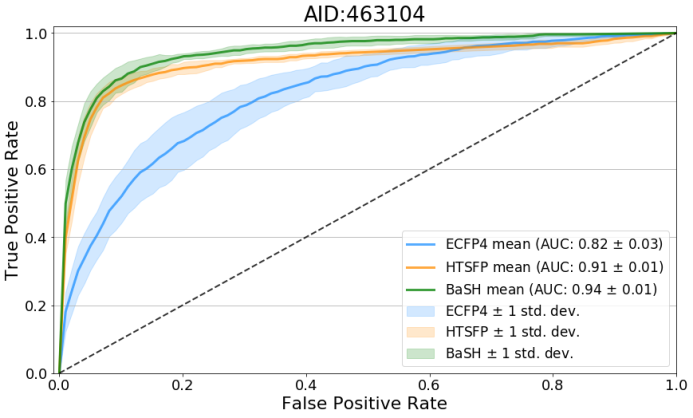 AID:463104
1.0
0.8
0.6
0.4
0.2
0.0
True Positive Rate
0.0
0.2
0.4
0.6
0.8
1.0
False Positive Rate
ECFP4 mean (AUC: 0.82 ± 0.03)
HTSFP mean (AUC: 0.91 ± 0.01)
BaSH mean (AUC: 0.94 ± 0.01)
ECFP4 ± 1 std. dev.
HTSFP ± 1 std. dev.
BaSH ± 1 std. dev.